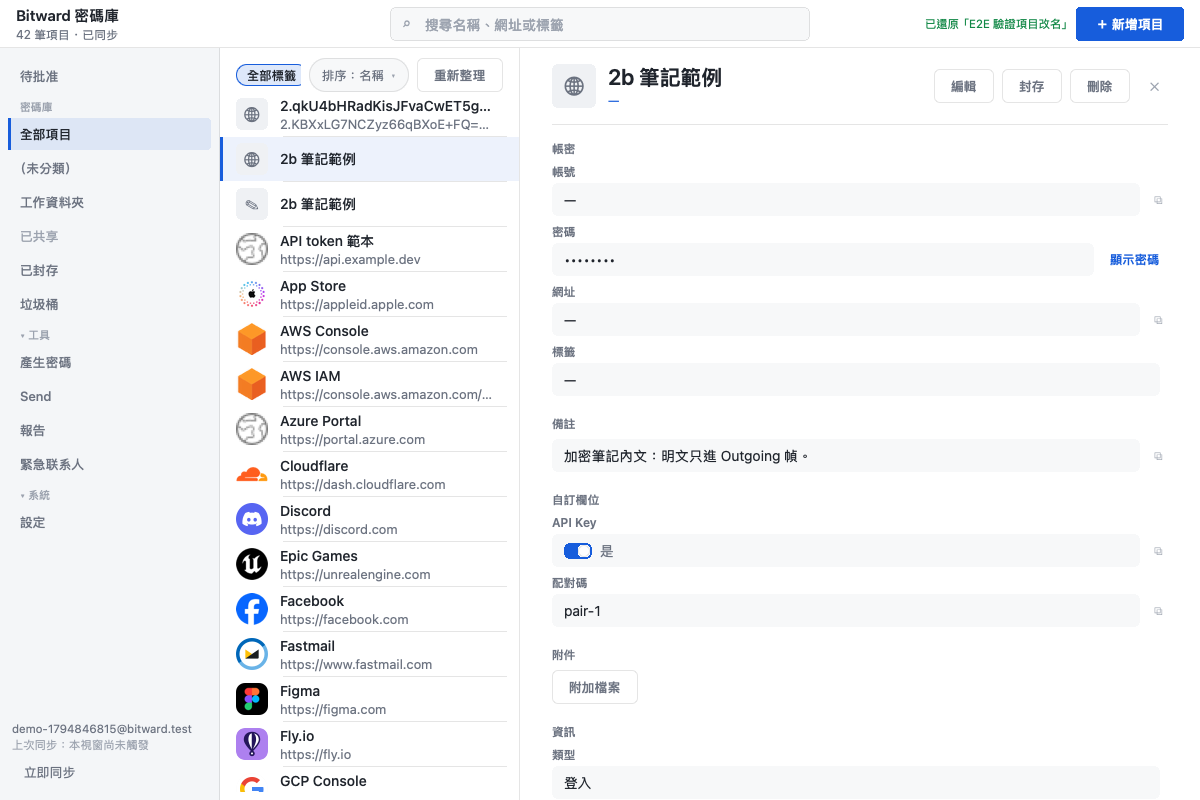 Bitward 密碼庫
42 筆項目・已同步
搜尋名稱、網址或標籤
已還原「E2E 驗證項目改名」
+ 新增項目
待批准
密碼庫
全部項目
(未分類)
工作資料夾
已共享
已封存
垃圾桶
工具
產生密碼
Send
報告
緊急联系人
系統
設定
demo-1794846815@bitward.test
上次同步：本視窗尚未觸發
立即同步
全部標籤
排序：名稱
重新整理
2.qkU4bHRadKisJFvaCwET5g...
2.KBXxLG7NCZyz66qBXoE+FQ=...
2b 筆記範例
2b 筆記範例
API token 範本
https://api.example.dev
App Store
https://appleid.apple.com
AWS Console
https://console.aws.amazon.com
AWS IAM
https://console.aws.amazon.com/...
Azure Portal
https://portal.azure.com
Cloudflare
https://dash.cloudflare.com
Discord
https://discord.com
Epic Games
https://unrealengine.com
Facebook
https://facebook.com
Fastmail
https://www.fastmail.com
Figma
https://figma.com
Fly.io
https://fly.io
GCP Console
2b 筆記範例
—
編輯
封存
刪除
帳密
帳號
—
密碼
••••••••
顯示密碼
網址
—
標籤
—
備註
加密筆記內文：明文只進 Outgoing 幀。
自訂欄位
API Key
是
配對碼
pair-1
附件
附加檔案
資訊
類型
登入